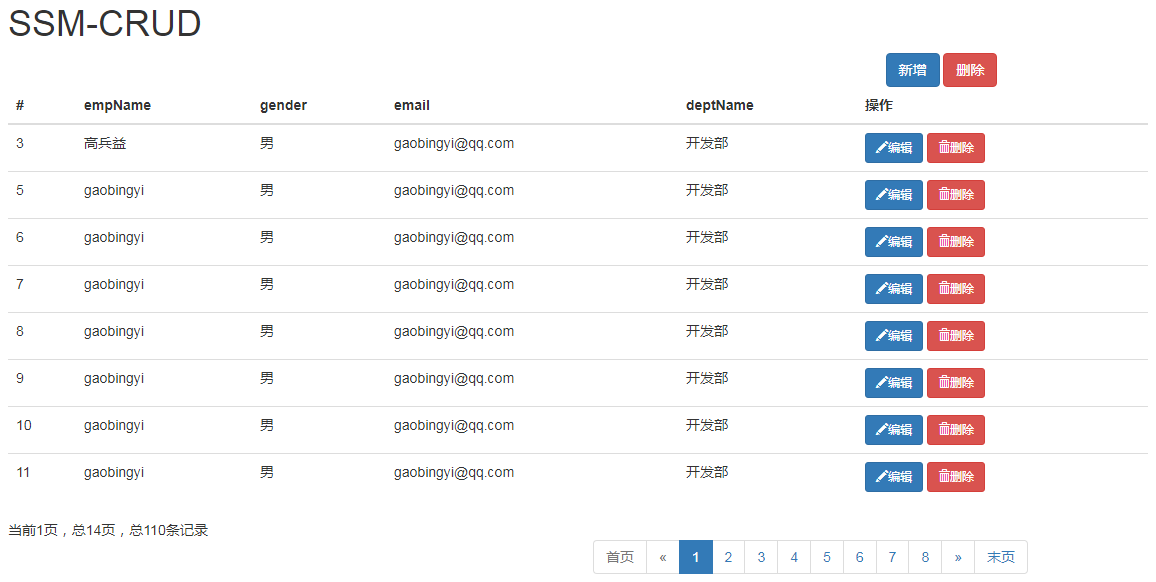 SSM-CRUD
新增 删除
# empName gender email deptName 操作
3 高兵益 男 gaobingyi@qq.com 开发部 编辑 删除
5 gaobingyi 男 gaobingyi@qq.com 开发部 编辑 删除
6 gaobingyi 男 gaobingyi@qq.com 开发部 编辑 删除
7 gaobingyi 男 gaobingyi@qq.com 开发部 编辑 删除
8 gaobingyi 男 gaobingyi@qq.com 开发部 编辑 删除
9 gaobingyi 男 gaobingyi@qq.com 开发部 编辑 删除
10 gaobingyi 男 gaobingyi@qq.com 开发部 编辑 删除
11 gaobingyi 男 gaobingyi@qq.com 开发部 编辑 删除
当前1页，总14页，总110条记录
首页 « 1 2 3 4 5 6 7 8 » 末页